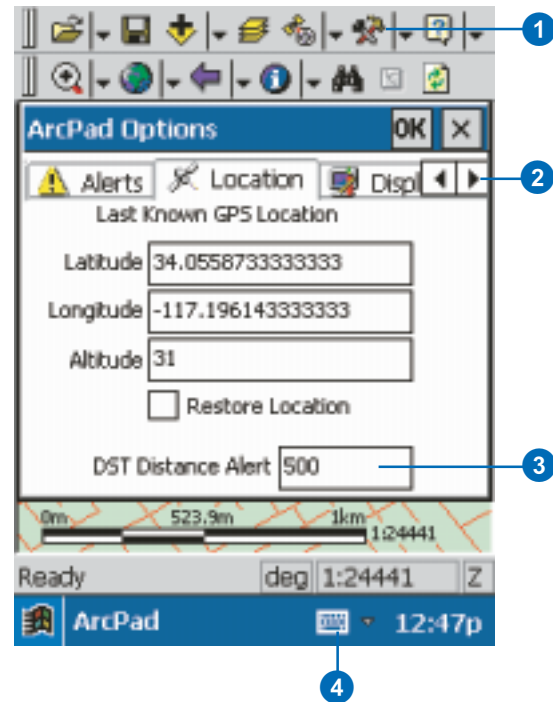 1
ArcPad Options OK
Alerts Location Displ
2
Last Known GPS Location
Latitude 34.0558733333333
Longitude -117.196143333333
Altitude 31
Restore Location
DST Distance Alert 500
3
0m 523.9m 1km 1:24441
Ready deg 1:24441 Z
ArcPad 12:47p
4